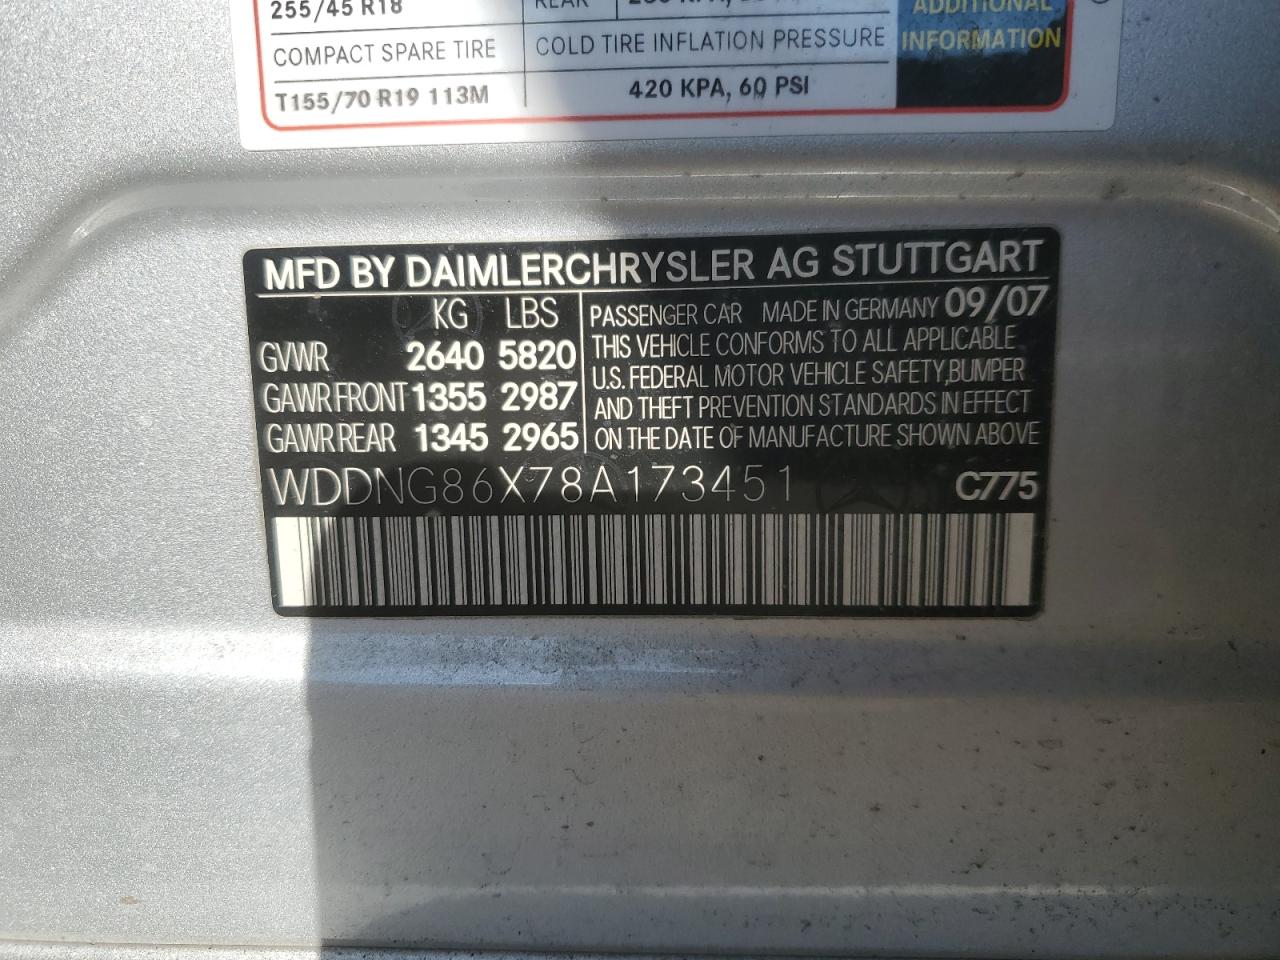 255/45 R18 REAR
ADDITIONAL
COMPACT SPARE TIRE COLD TIRE INFLATION PRESSURE INFORMATION
T155/70 R19 113M 420 KPA, 60 PSI
MFD BY DAIMLERCHRYSLER AG STUTTGART
KG LBS PASSENGER CAR MADE IN GERMANY 09/07
GVWR 2640 5820 THIS VEHICLE CONFORMS TO ALL APPLICABLE
U.S. FEDERAL MOTOR VEHICLE SAFETY,BUMPER
GAWR FRONT 1355 2987 AND THEFT PREVENTION STANDARDS IN EFFECT
GAWR REAR 1345 2965 ON THE DATE OF MANUFACTURE SHOWN ABOVE
WDDNG86X78A173451 C775